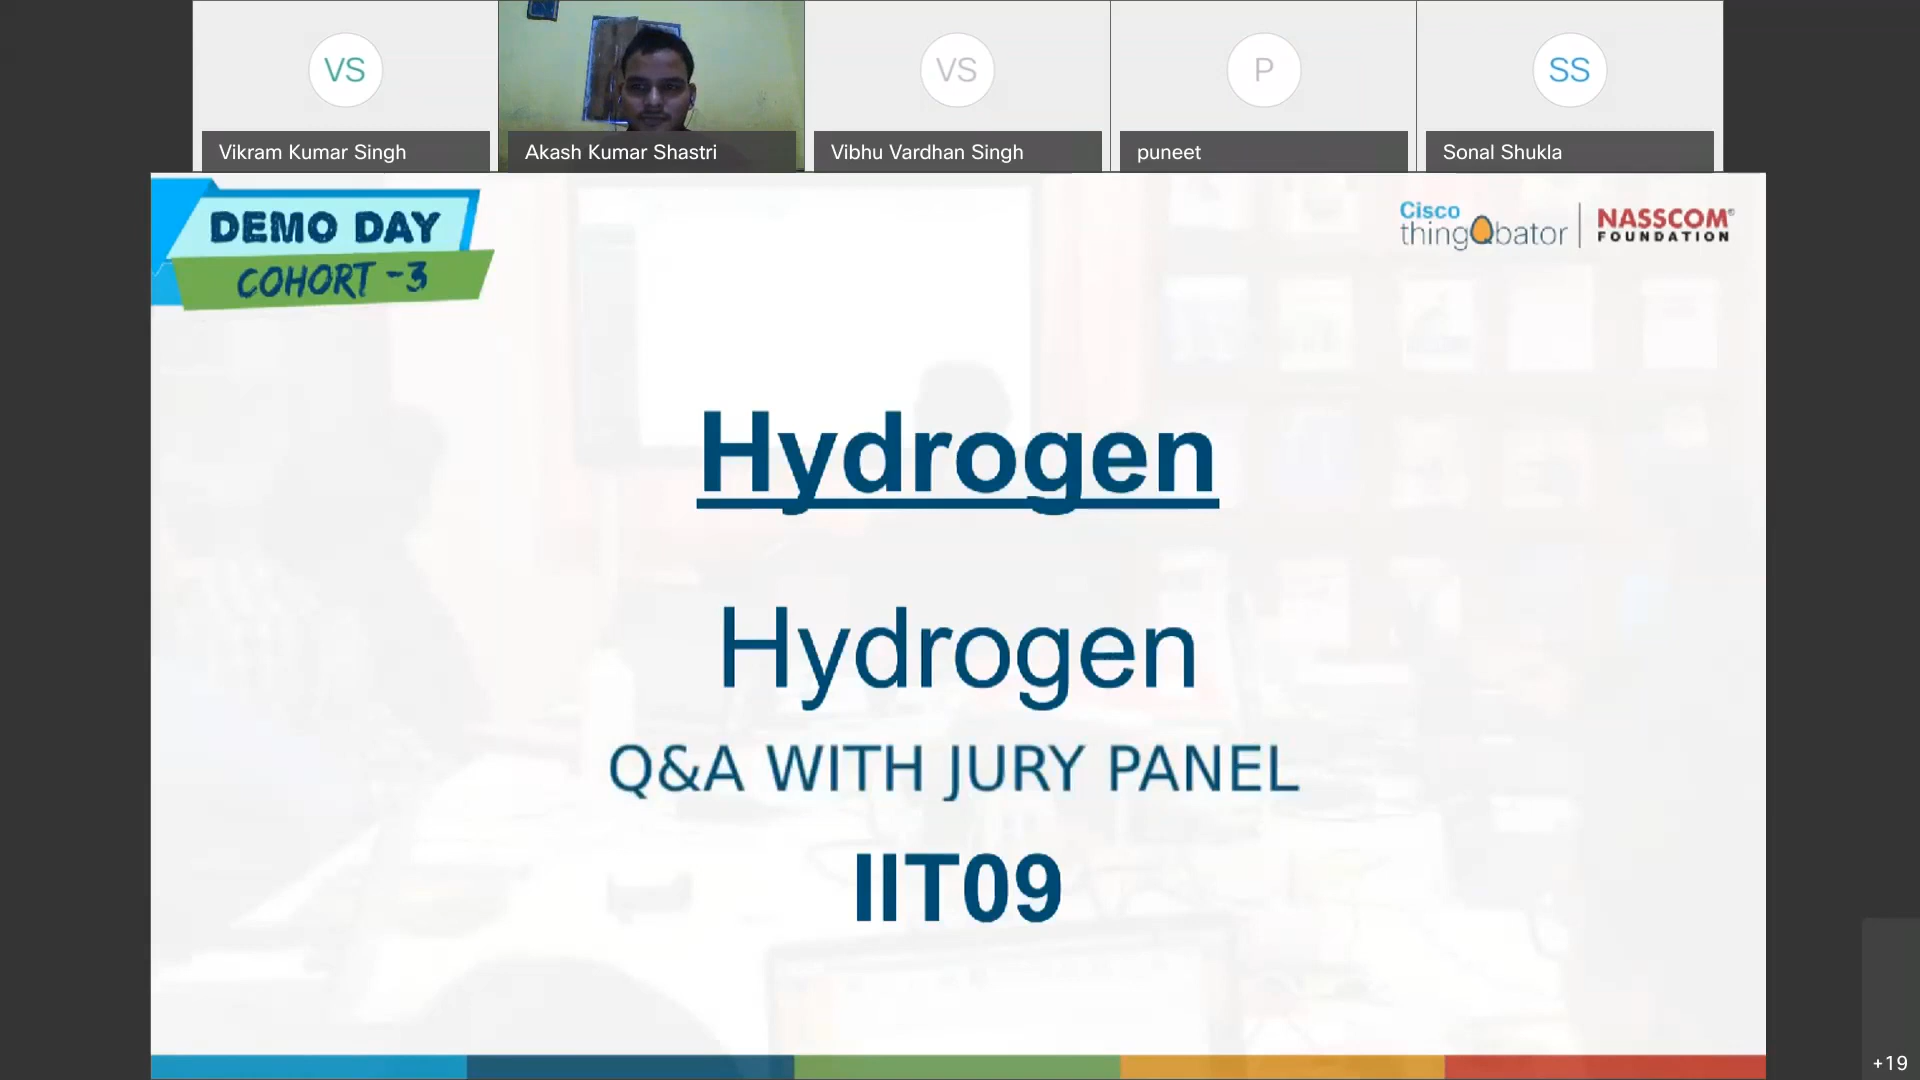 VS
VS
P
SS
Vikram Kumar Singh
Akash Kumar Shastri
Vibhu Vardhan Singh
puneet
Sonal Shukla
DEMO DAY
COHORT -3
Cisco
thingQbator
NASSCOM®
FOUNDATION
Hydrogen
Hydrogen
Q&A WITH JURY PANEL
IIT09
+19